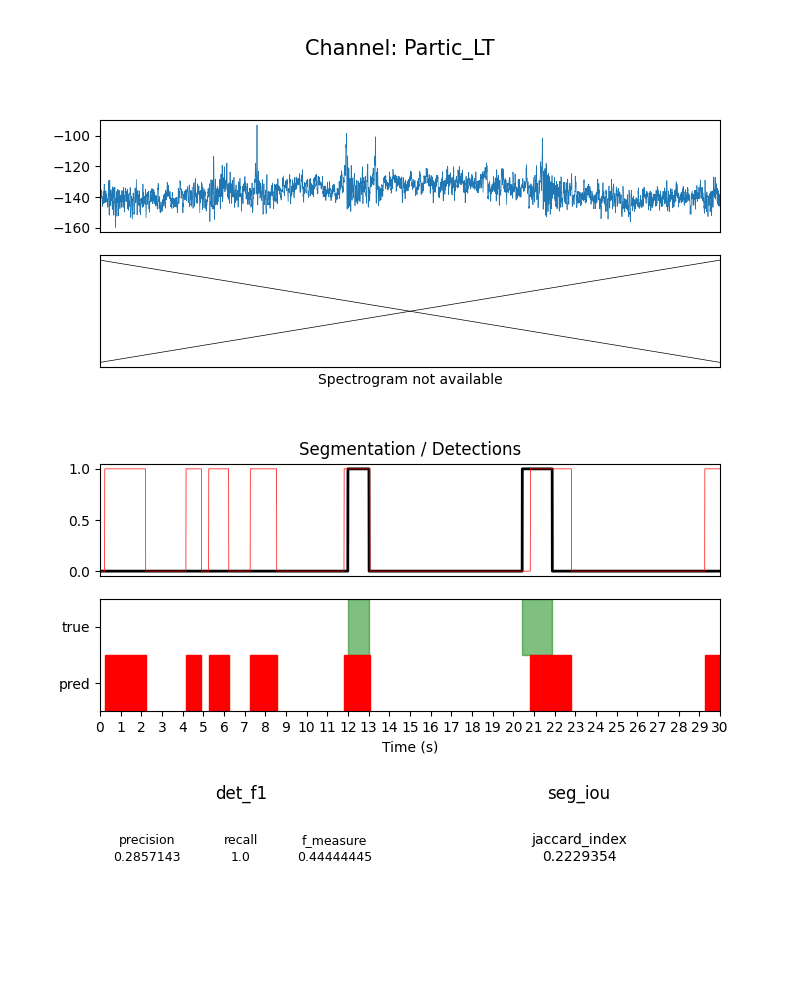 Channel: Partic_LT
−100
−120
−140
−160
Spectrogram not available
Segmentation / Detections
1.0
0.5
0.0
true
pred
0 1 2 3 4 5 6 7 8 9 10 11 12 13 14 15 16 17 18 19 20 21 22 23 24 25 26 27 28 29 30
Time (s)
det_f1 seg_iou
precision recall f_measure jaccard_index
0.2857143 1.0 0.44444445 0.2229354